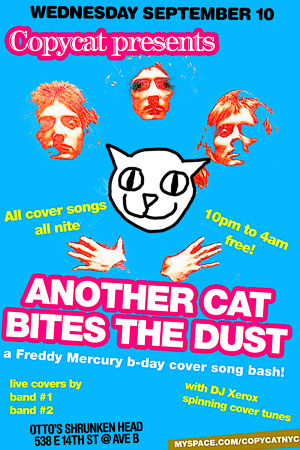 WEDNESDAY SEPTEMBER 10
Copycat presents
All cover songs
all nite
10pm to 4am
free!
ANOTHER CAT
BITES THE DUST
a Freddy Mercury b-day cover song bash!
live covers by
band #1
band #2
with DJ Xerox
spinning cover tunes
OTTO'S SHRUNKEN HEAD
538 E 14TH ST @ AVE B
MYSPACE.COM/COPYCATNYC